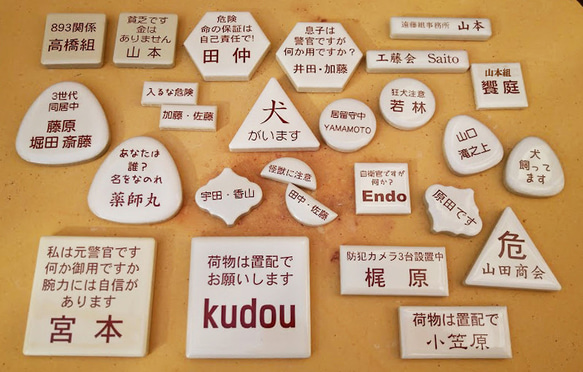 893関係
高橋組
貧乏です
金は
ありません
山本
危険
命の保証は
自己責任で!
田仲
息子は
警官ですが
何か用ですか?
井田・加藤
遠藤組事務所 山本
工藤会 Saito
山本組
饗庭
3世代
同居中
藤原
堀田 斎藤
入るな危険
加藤・佐藤
犬
がいます
居留守中
YAMAMOTO
狂犬注意
若林
山口
滝之上
犬
飼ってます
あなたは
誰?
名をなのれ
薬師丸
宇田・香山
怪獣に注意
田中・佐藤
自衛官ですが
何か?
Endo
原田です
危
山田商会
私は元警官です
何か御用ですか
腕力には自信が
あります
宮本
荷物は置配で
お願いします
kudou
防犯カメラ3台設置中
梶原
荷物は置配で
小笠原